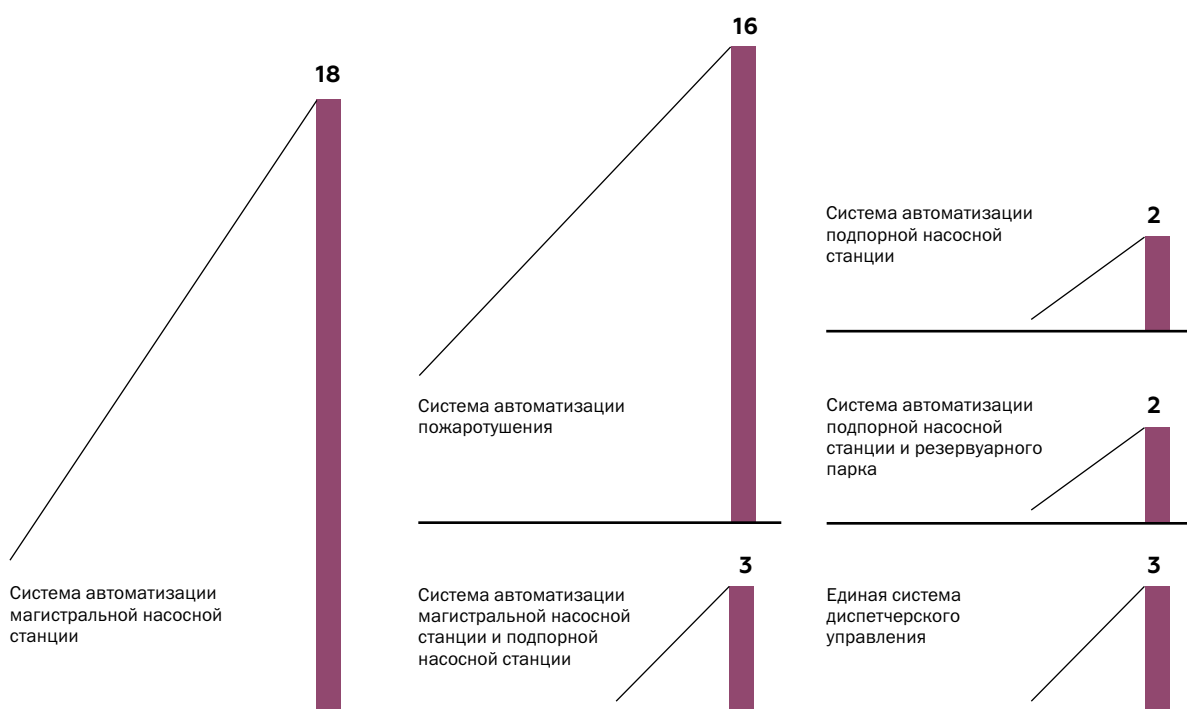 18
Система автоматизации
магистральной насосной
станции
16
Система автоматизации
пожаротушения
3
Система автоматизации
магистральной насосной
станции и подпорной
насосной станции
2
Система автоматизации
подпорной насосной
станции
2
Система автоматизации
подпорной насосной
станции и резервуарного
парка
3
Единая система
диспетчерского
управления